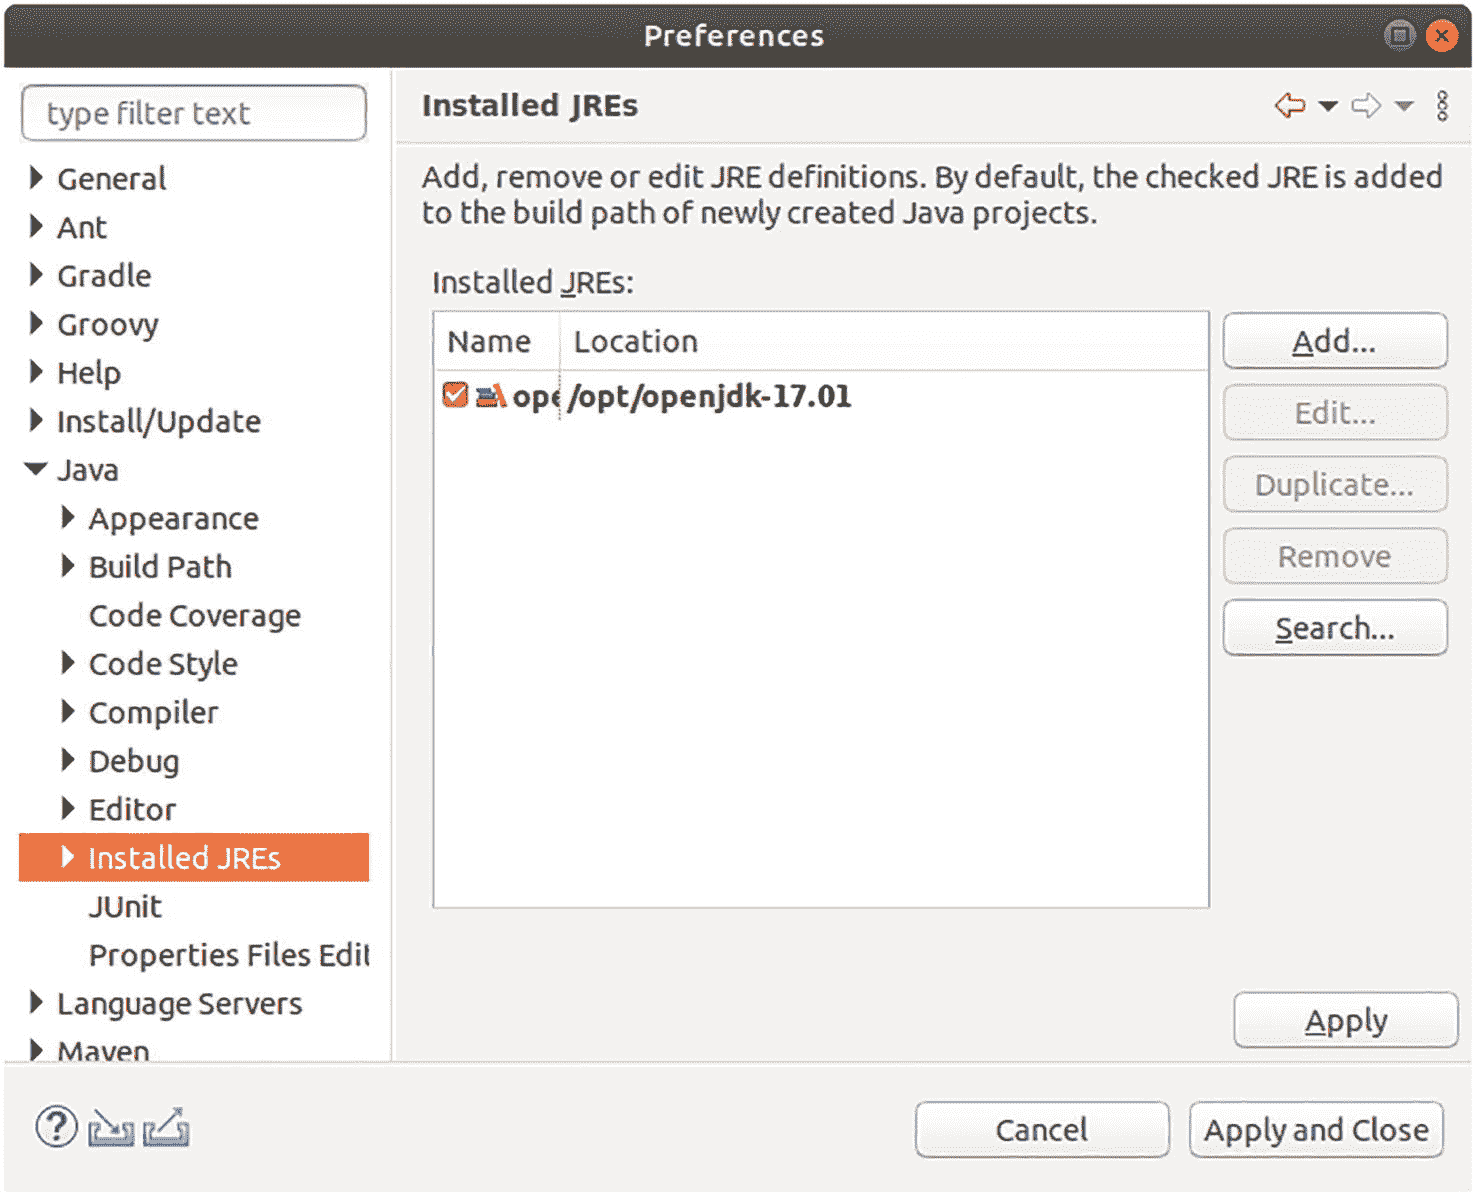 Preferences
type filter text
General
Ant
Gradle
Groovy
Help
Install/Update
Java
Appearance
Build Path
Code Coverage
Code Style
Compiler
Debug
Editor
Installed JREs
JUnit
Properties Files Edit
Language Servers
Maven
Installed JREs
Add, remove or edit JRE definitions. By default, the checked JRE is added
to the build path of newly created Java projects.
Installed JREs:
Name Location
ope /opt/openjdk-17.01
Add...
Edit...
Duplicate...
Remove
Search...
Apply
? Cancel Apply and Close